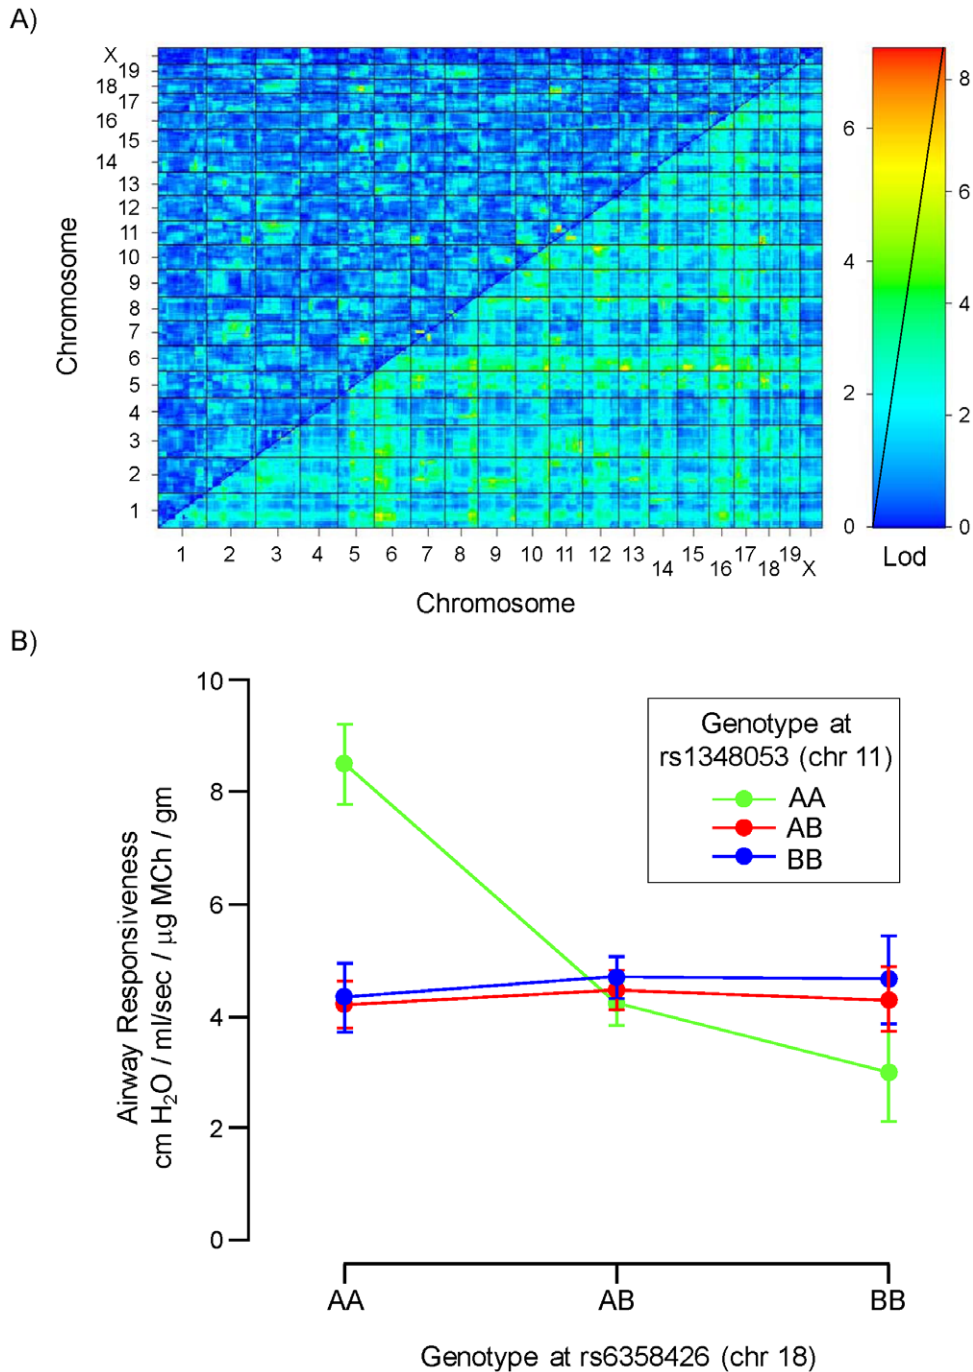 A)
X
19
18
17
16
15
14
13
12
11
10
9
8
7
6
5
4
3
2
1
Chromosome
1 2 3 4 5 6 7 8 9 10 11 12 13 14 15 16 17 18 19 X
Chromosome
6
4
2
0
8
6
4
2
0
Lod
B)
10
8
6
4
2
0
Airway Responsiveness
cm H₂O / ml/sec / μg MCh / gm
Genotype at
rs1348053 (chr 11)
AA
AB
BB
AA AB BB
Genotype at rs6358426 (chr 18)